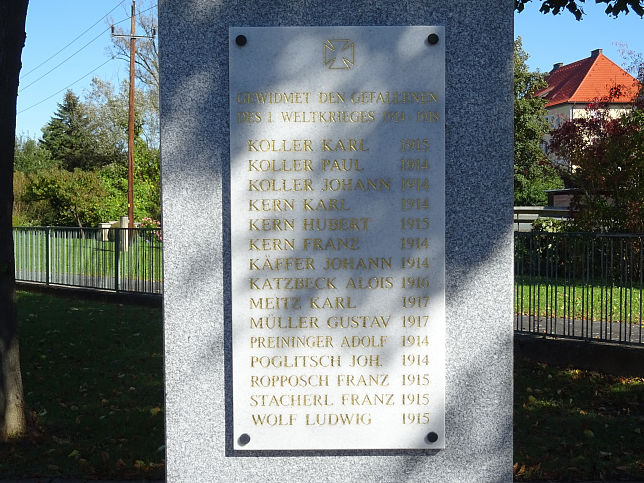 GEWIDMET DEN GEFALLENEN
DES I. WELTKRIEGES 1914-1918
KOLLER KARL 1915
KOLLER PAUL 1914
KOLLER JOHANN 1914
KERN KARL 1914
KERN HUBERT 1915
KERN FRANZ 1914
KÄFFER JOHANN 1914
KATZBECK ALOIS 1916
MEITZ KARL 1917
MÜLLER GUSTAV 1917
PREININGER ADOLF 1914
POGLITSCH JOH. 1914
ROPPOSCH FRANZ 1915
STACHERL FRANZ 1915
WOLF LUDWIG 1915